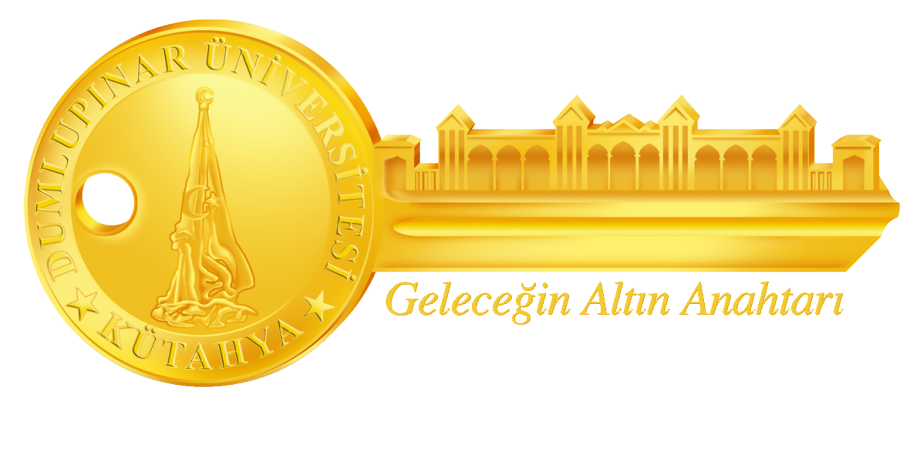 DUMLUPINAR ÜNİVERSİTESİ
KÜTAHYA
Geleceğin Altın Anahtarı